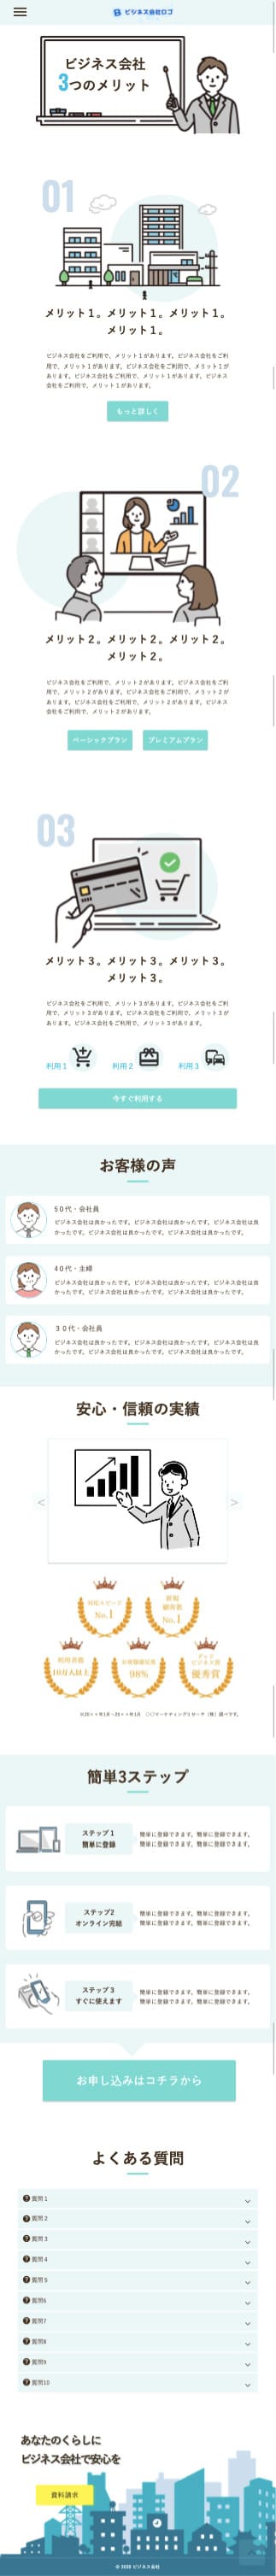 ビジネス会社ロゴ
ビジネス会社
3つのメリット
01
メリット１。メリット１。メリット１。
メリット１。
ビジネス会社をご利用で、メリット１があります。ビジネス会社をご利
用で、メリット１があります。ビジネス会社をご利用で、メリット１が
あります。ビジネス会社をご利用で、メリット１があります。ビジネス
会社をご利用で、メリット１があります。
もっと詳しく
02
メリット２。メリット２。メリット２。
メリット２。
ビジネス会社をご利用で、メリット２があります。ビジネス会社をご利
用で、メリット２があります。ビジネス会社をご利用で、メリット２が
あります。ビジネス会社をご利用で、メリット２があります。ビジネス
会社をご利用で、メリット２があります。
ベーシックプラン
プレミアムプラン
03
メリット３。メリット３。メリット３。
メリット３。
ビジネス会社をご利用で、メリット３があります。ビジネス会社をご利
用で、メリット３があります。ビジネス会社をご利用で、メリット３が
あります。ビジネス会社をご利用で、メリット３があります。
利用１
利用２
利用３
今すぐ利用する
お客様の声
50代・会社員
ビジネス会社は良かったです。ビジネス会社は良かったです。ビジネス会社は良
かったです。ビジネス会社は良かったです。ビジネス会社は良かったです。
40代・主婦
ビジネス会社は良かったです。ビジネス会社は良かったです。ビジネス会社は良
かったです。ビジネス会社は良かったです。ビジネス会社は良かったです。
３０代・会社員
ビジネス会社は良かったです。ビジネス会社は良かったです。ビジネス会社は良
かったです。ビジネス会社は良かったです。ビジネス会社は良かったです。
安心・信頼の実績
対応スピード
No.1
新規
顧客数
No.1
利用者数
10万人以上
お客様満足度
98%
グッド
ビジネス賞
優秀賞
簡単3ステップ
ステップ１
簡単に登録
簡単に登録できます。簡単に登録できます。
簡単に登録できます。簡単に登録できます。
ステップ2
オンライン完結
簡単に登録できます。簡単に登録できます。
簡単に登録できます。簡単に登録できます。
ステップ３
すぐに使えます
簡単に登録できます。簡単に登録できます。
簡単に登録できます。簡単に登録できます。
お申し込みはコチラから
よくある質問
質問１
質問２
質問３
質問４
質問５
質問6
質問7
質問8
質問9
質問10
あなたのくらしに
ビジネス会社で安心を
資料請求
© 2020 ビジネス会社